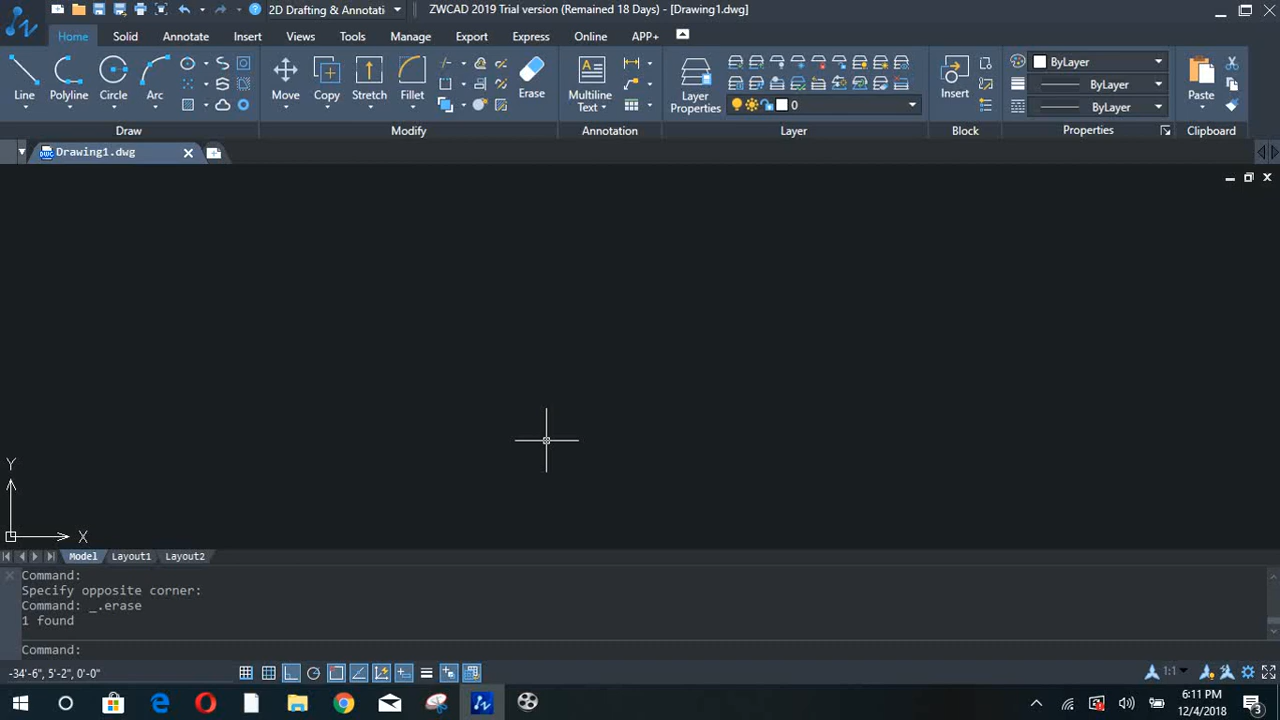 2D Drafting & Annotati
ZWCAD 2019 Trial version (Remained 18 Days) - [Drawing1.dwg]
Home Solid Annotate Insert Views Tools Manage Export Express Online APP+
Line Polyline Circle Arc
Move Copy Stretch Fillet Erase
Multiline Text
Layer Properties
0
Insert
ByLayer
ByLayer
ByLayer
Paste
Draw Modify Annotation Layer Block Properties Clipboard
Drawing1.dwg
Y
X
Model Layout1 Layout2
Command:
Specify opposite corner:
Command: _.erase
1 found
Command:
-34'-6", 5'-2", 0'-0"
1:1
6:11 PM
12/4/2018
3